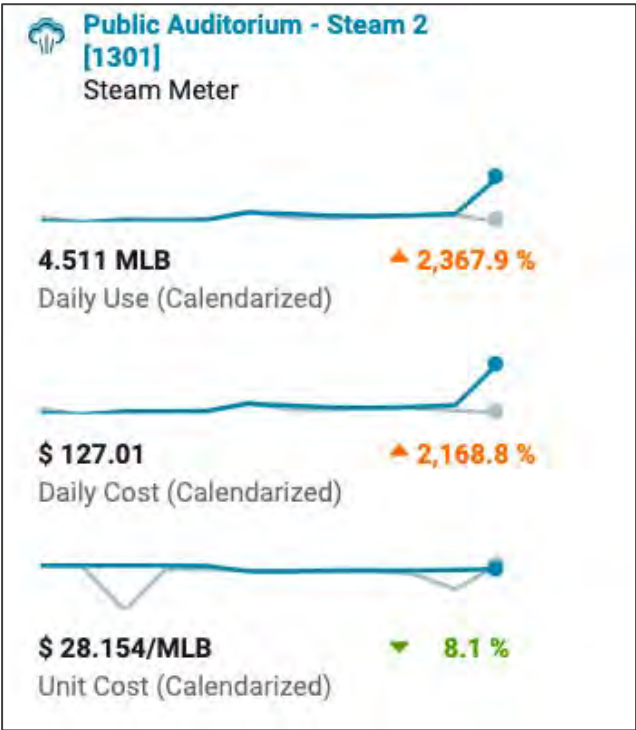 Public Auditorium - Steam 2
[1301]
Steam Meter
4.511 MLB ▲ 2,367.9 %
Daily Use (Calendarized)
$ 127.01 ▲ 2,168.8 %
Daily Cost (Calendarized)
$ 28.154/MLB ▼ 8.1 %
Unit Cost (Calendarized)